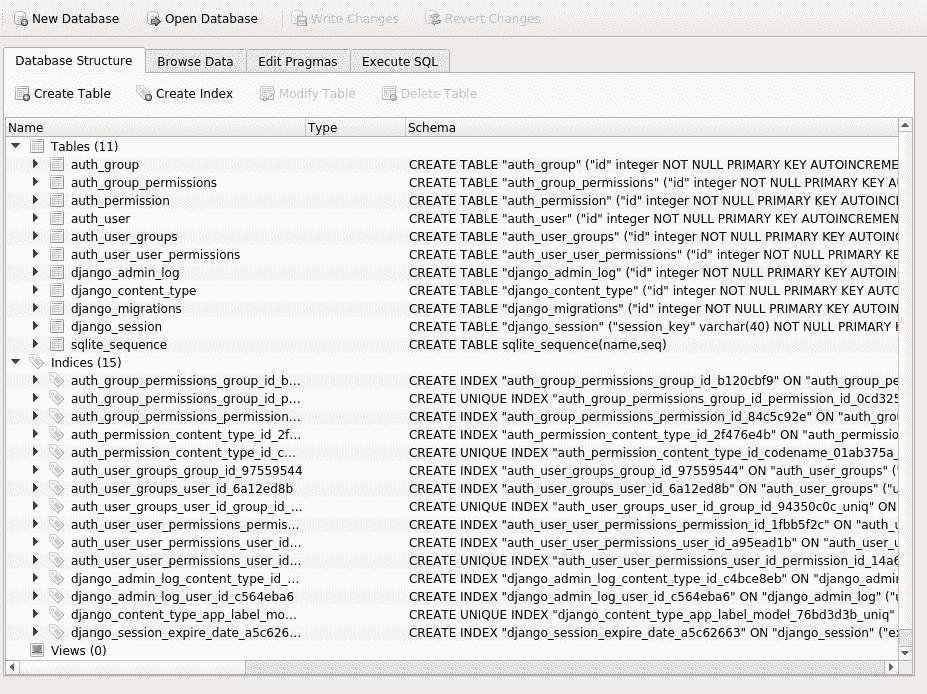 New Database Open Database Write Changes Revert Changes
Database Structure Browse Data Edit Pragmas Execute SQL
Create Table Create Index Modify Table Delete Table
Name Type Schema
Tables (11)
auth_group CREATE TABLE "auth_group" ("id" integer NOT NULL PRIMARY KEY AUTOINCREME
auth_group_permissions CREATE TABLE "auth_group_permissions" ("id" integer NOT NULL PRIMARY KEY A
auth_permission CREATE TABLE "auth_permission" ("id" integer NOT NULL PRIMARY KEY AUTOINC
auth_user CREATE TABLE "auth_user" ("id" integer NOT NULL PRIMARY KEY AUTOINCREMEN
auth_user_groups CREATE TABLE "auth_user_groups" ("id" integer NOT NULL PRIMARY KEY AUTOIN
auth_user_user_permissions CREATE TABLE "auth_user_user_permissions" ("id" integer NOT NULL PRIMARY KE
django_admin_log CREATE TABLE "django_admin_log" ("id" integer NOT NULL PRIMARY KEY AUTOIN
django_content_type CREATE TABLE "django_content_type" ("id" integer NOT NULL PRIMARY KEY AUTO
django_migrations CREATE TABLE "django_migrations" ("id" integer NOT NULL PRIMARY KEY AUTOIN
django_session CREATE TABLE "django_session" ("session_key" varchar(40) NOT NULL PRIMARY
sqlite_sequence CREATE TABLE sqlite_sequence(name,seq)
Indices (15)
auth_group_permissions_group_id_b... CREATE INDEX "auth_group_permissions_group_id_b120cbf9" ON "auth_group_pe
auth_group_permissions_group_id_p... CREATE UNIQUE INDEX "auth_group_permissions_group_id_permission_id_0cd325
auth_group_permissions_permission... CREATE INDEX "auth_group_permissions_permission_id_84c5c92e" ON "auth_gro
auth_permission_content_type_id_2f... CREATE INDEX "auth_permission_content_type_id_2f476e4b" ON "auth_permissio
auth_permission_content_type_id_c... CREATE UNIQUE INDEX "auth_permission_content_type_id_codename_01ab375a_
auth_user_groups_group_id_97559544 CREATE INDEX "auth_user_groups_group_id_97559544" ON "auth_user_groups" (
auth_user_groups_user_id_6a12ed8b CREATE INDEX "auth_user_groups_user_id_6a12ed8b" ON "auth_user_groups" ("u
auth_user_groups_user_id_group_id_... CREATE UNIQUE INDEX "auth_user_groups_user_id_group_id_94350c0c_uniq" ON
auth_user_user_permissions_permis... CREATE INDEX "auth_user_user_permissions_permission_id_1fbb5f2c" ON "auth_u
auth_user_user_permissions_user_id... CREATE INDEX "auth_user_user_permissions_user_id_a95ead1b" ON "auth_user_u
auth_user_user_permissions_user_id... CREATE UNIQUE INDEX "auth_user_user_permissions_user_id_permission_id_14a6
django_admin_log_content_type_id_... CREATE INDEX "django_admin_log_content_type_id_c4bce8eb" ON "django_admi
django_admin_log_user_id_c564eba6 CREATE INDEX "django_admin_log_user_id_c564eba6" ON "django_admin_log" ("u
django_content_type_app_label_mo... CREATE UNIQUE INDEX "django_content_type_app_label_model_76bd3d3b_uniq"
django_session_expire_date_a5c626... CREATE INDEX "django_session_expire_date_a5c62663" ON "django_session" ("e
Views (0)